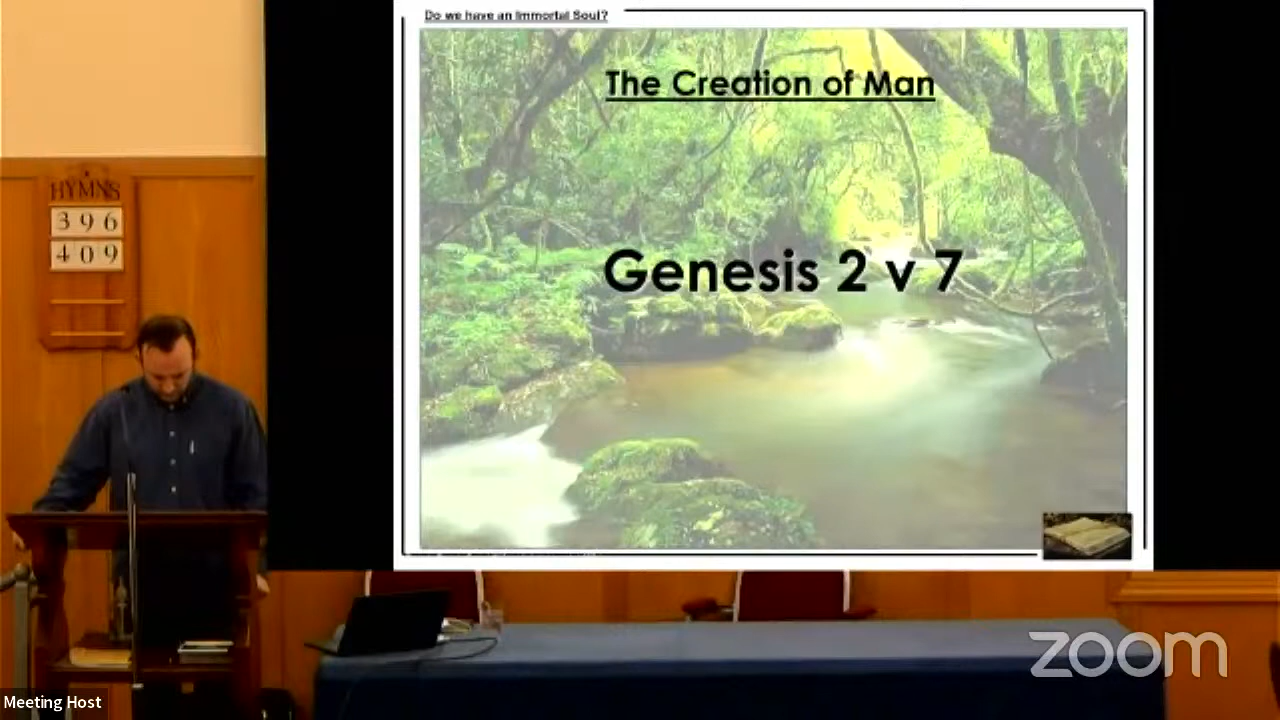 Do we have an Immortal Soul?
The Creation of Man
Genesis 2 v 7
HYMNS
396
409
zoom
Meeting Host